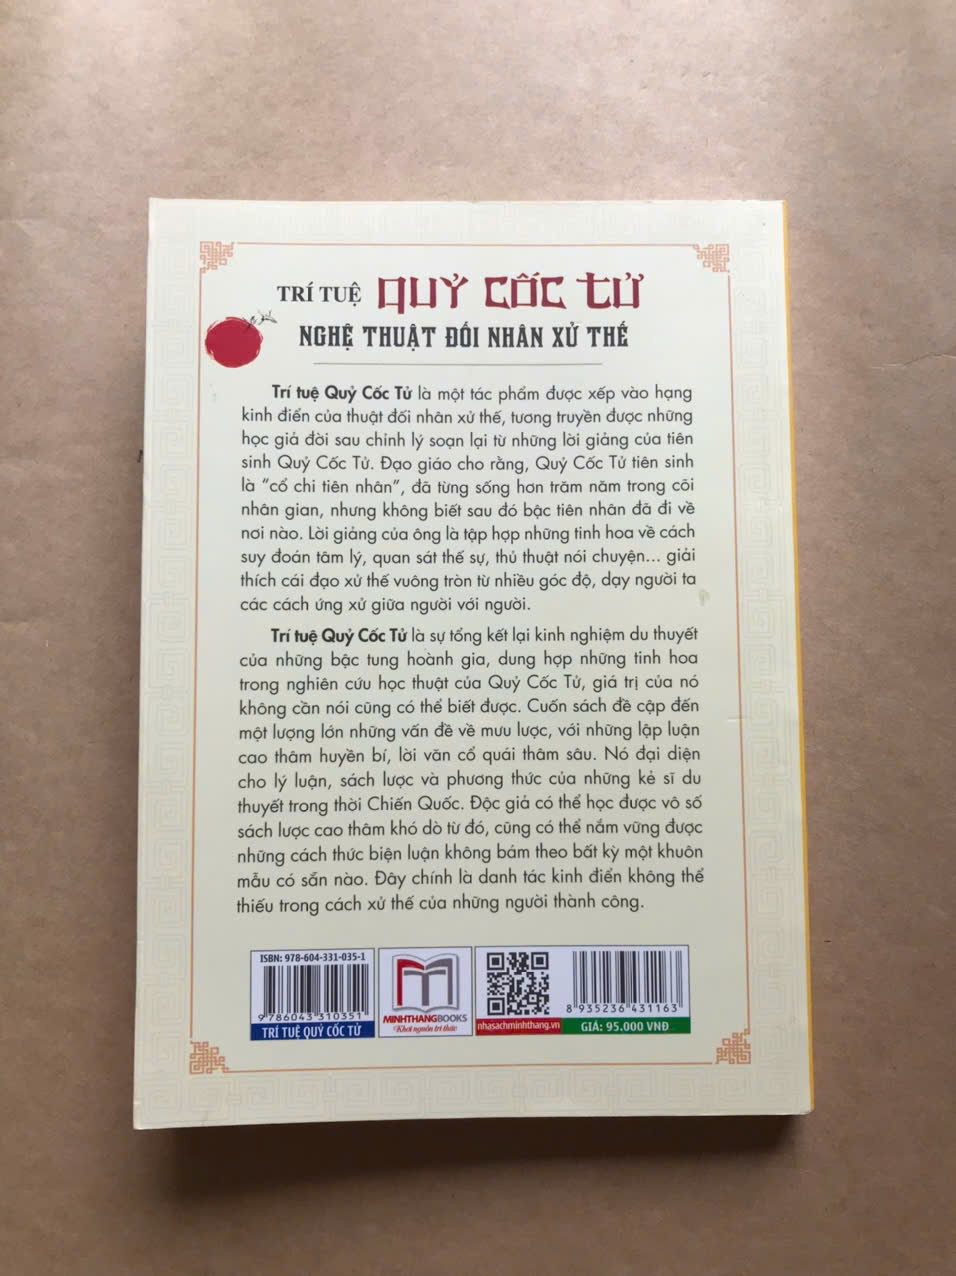 TRÍ TUỆ QUỶ CỐC TỬ
NGHỆ THUẬT ĐỐI NHÂN XỬ THẾ
Trí tuệ Quỷ Cốc Tử là một tác phẩm được xếp vào hạng
kinh điển của thuật đối nhân xử thế, tương truyền được những
học giả đời sau chỉnh lý soạn lại từ những lời giảng của tiên
sinh Quỷ Cốc Tử. Đạo giáo cho rằng, Quỷ Cốc Tử tiên sinh
là “cổ chi tiên nhân”, đã từng sống hơn trăm năm trong cõi
nhân gian, nhưng không biết sau đó bậc tiên nhân đã đi về
nơi nào. Lời giảng của ông là tập hợp những tinh hoa về cách
suy đoán tâm lý, quan sát thế sự, thủ thuật nói chuyện... giải
thích cái đạo xử thế vuông tròn từ nhiều góc độ, dạy người ta
các cách ứng xử giữa người với người.
Trí tuệ Quỷ Cốc Tử là sự tổng kết lại kinh nghiệm du thuyết
của những bậc tung hoành gia, dung hợp những tinh hoa
trong nghiên cứu học thuật của Quỷ Cốc Tử, giá trị của nó
không cần nói cũng có thể biết được. Cuốn sách đề cập đến
một lượng lớn những vấn đề về mưu lược, với những lập luận
cao thâm huyền bí, lời văn cổ quái thâm sâu. Nó đại diện
cho lý luận, sách lược và phương thức của những kẻ sĩ du
thuyết trong thời Chiến Quốc. Độc giả có thể học được vô số
sách lược cao thâm khó dò từ đó, cũng có thể nắm vững được
những cách thức biện luận không bám theo bất kỳ một khuôn
mẫu có sẵn nào. Đây chính là danh tác kinh điển không thể
thiếu trong cách xử thế của những người thành công.
ISBN: 978-604-331-035-1
9 786043 310351
TRÍ TUỆ QUỶ CỐC TỬ
MINHTHANGBOOKS
Khơi nguồn tri thức
nhasachminhthang.vn
8 935236 431163
GIÁ: 95.000 VNĐ